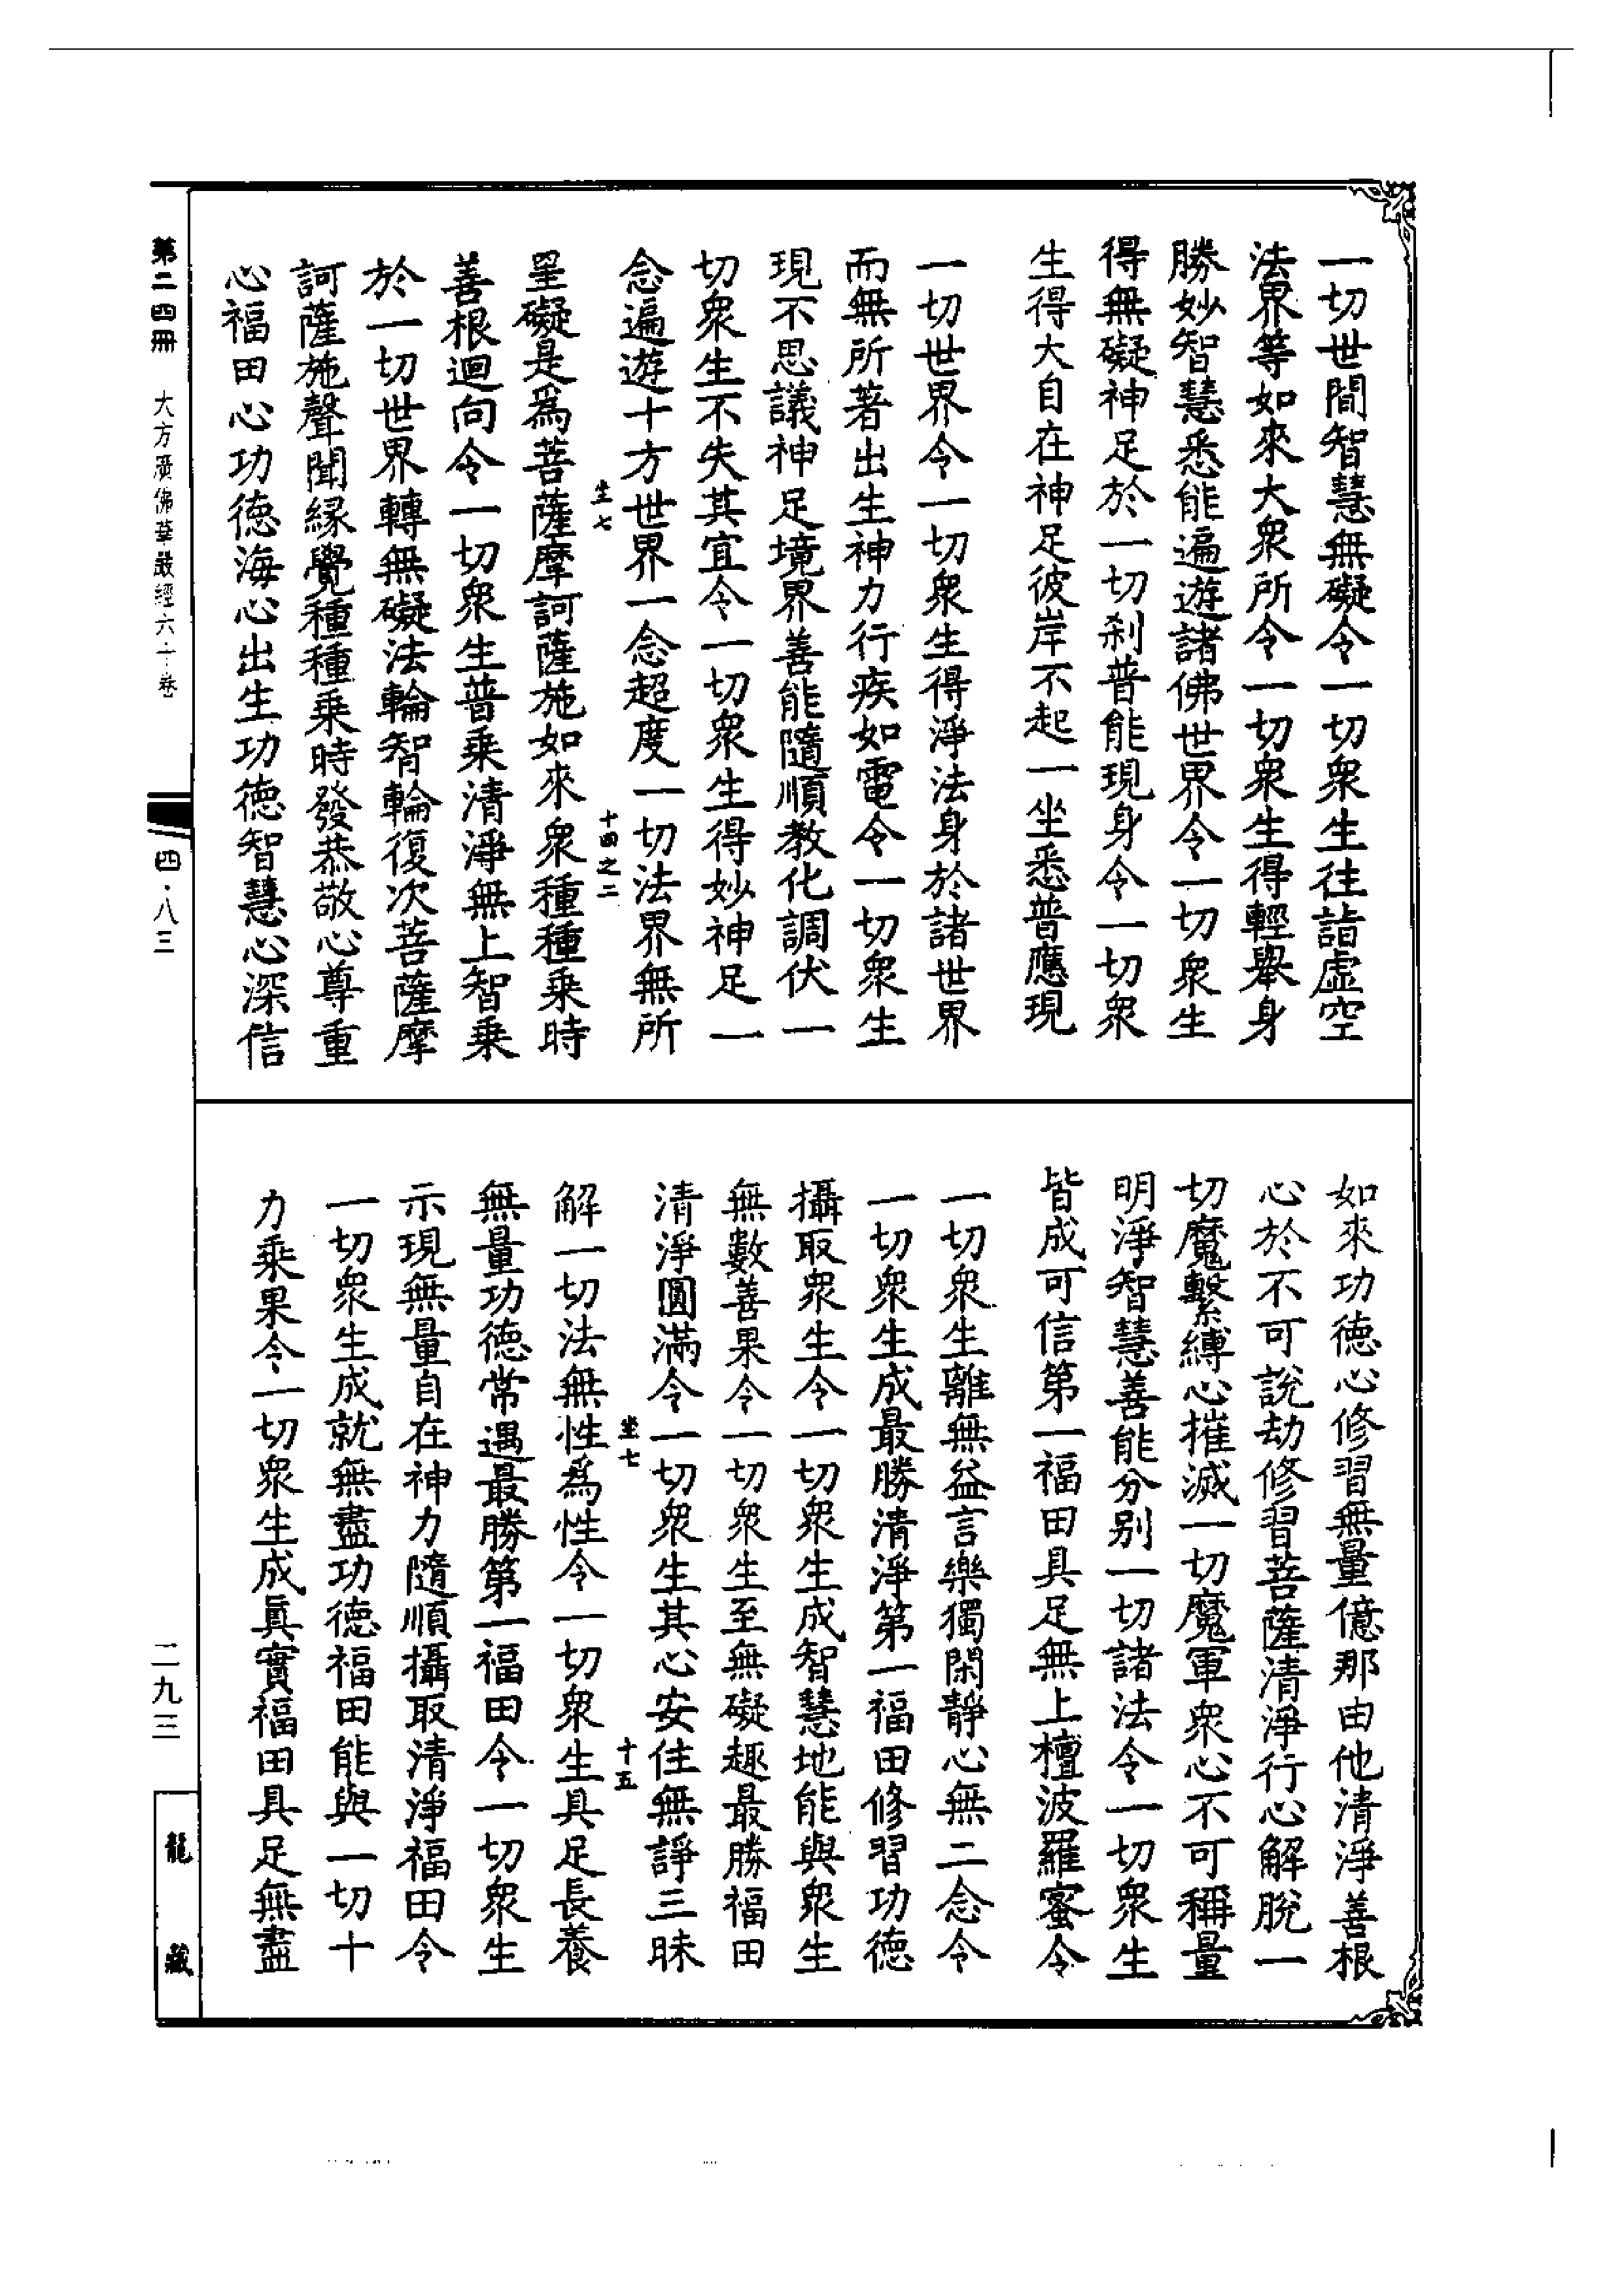 一切世間智慧無礙令一切衆生往詣虛空
法界等如來大衆所令一切衆生得輕舉身
勝妙智慧悉能遍遊諸佛世界令一切衆生
得無礙神足於一切刹普能現身令一切衆
生得大自在神足彼岸不起一坐悉普應現
一切世界令一切衆生得淨法身於諸世界
而無所著出生神力行疾如電令一切衆生
現不思議神足境界善能隨順教化調伏一
切衆生不失其宜令一切衆生得妙神足一
念遍遊十方世界一念超度一切法界無所
坐七
十四之二
罣礙是爲菩薩摩訶薩施如來衆種種乘時
善根迴向令一切衆生普乘清淨無上智乘
於一切世界轉無礙法輪智輪復次菩薩摩
訶薩施聲聞緣覺種種乘時發恭敬心尊重
心福田心功德海心出生功德智慧心深信
如來功德心修習無量億那由他清淨善根
心於不可說劫修習菩薩清淨行心解脫一
切魔繫縛心摧滅一切魔軍衆心不可稱量
明淨智慧善能分别一切諸法令一切衆生
皆成可信第一福田具足無上檀波羅蜜令
一切衆生離無益言樂獨閑靜心無二念令
一切衆生成最勝清淨第一福田修習功德
攝取衆生令一切衆生成智慧地能與衆生
無數善果令一切衆生至無礙趣最勝福田
清淨圓滿令一切衆生其心安住無諍三昧
坐七
十五
解一切法無性爲性令一切衆生具足長養
無量功德常遇最勝第一福田令一切衆生
示現無量自在神力隨順攝取清淨福田令
一切衆生成就無盡功德福田能與一切十
力乘果令一切衆生成眞實福田具足無盡
第二四冊
大方廣佛華嚴經六十卷
四·八三
二九三
龍藏